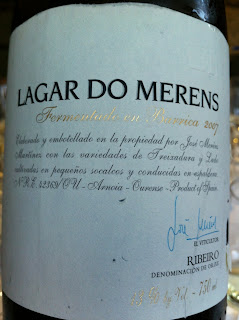 LAGAR DO MERENS
Fermentado en Barrica 2007
Elaborado y embotellado en la propiedad por José Merens
Martínez con las variedades de Treixadura y Lado
cultivadas en pequeños socalcos y conducidas en espaldera.
N.R.E. 42369/OU - Arnoia - Ourense - Product of Spain
EL VITICULTOR
RIBEIRO
DENOMINACIÓN DE ORIGEN
750 ml